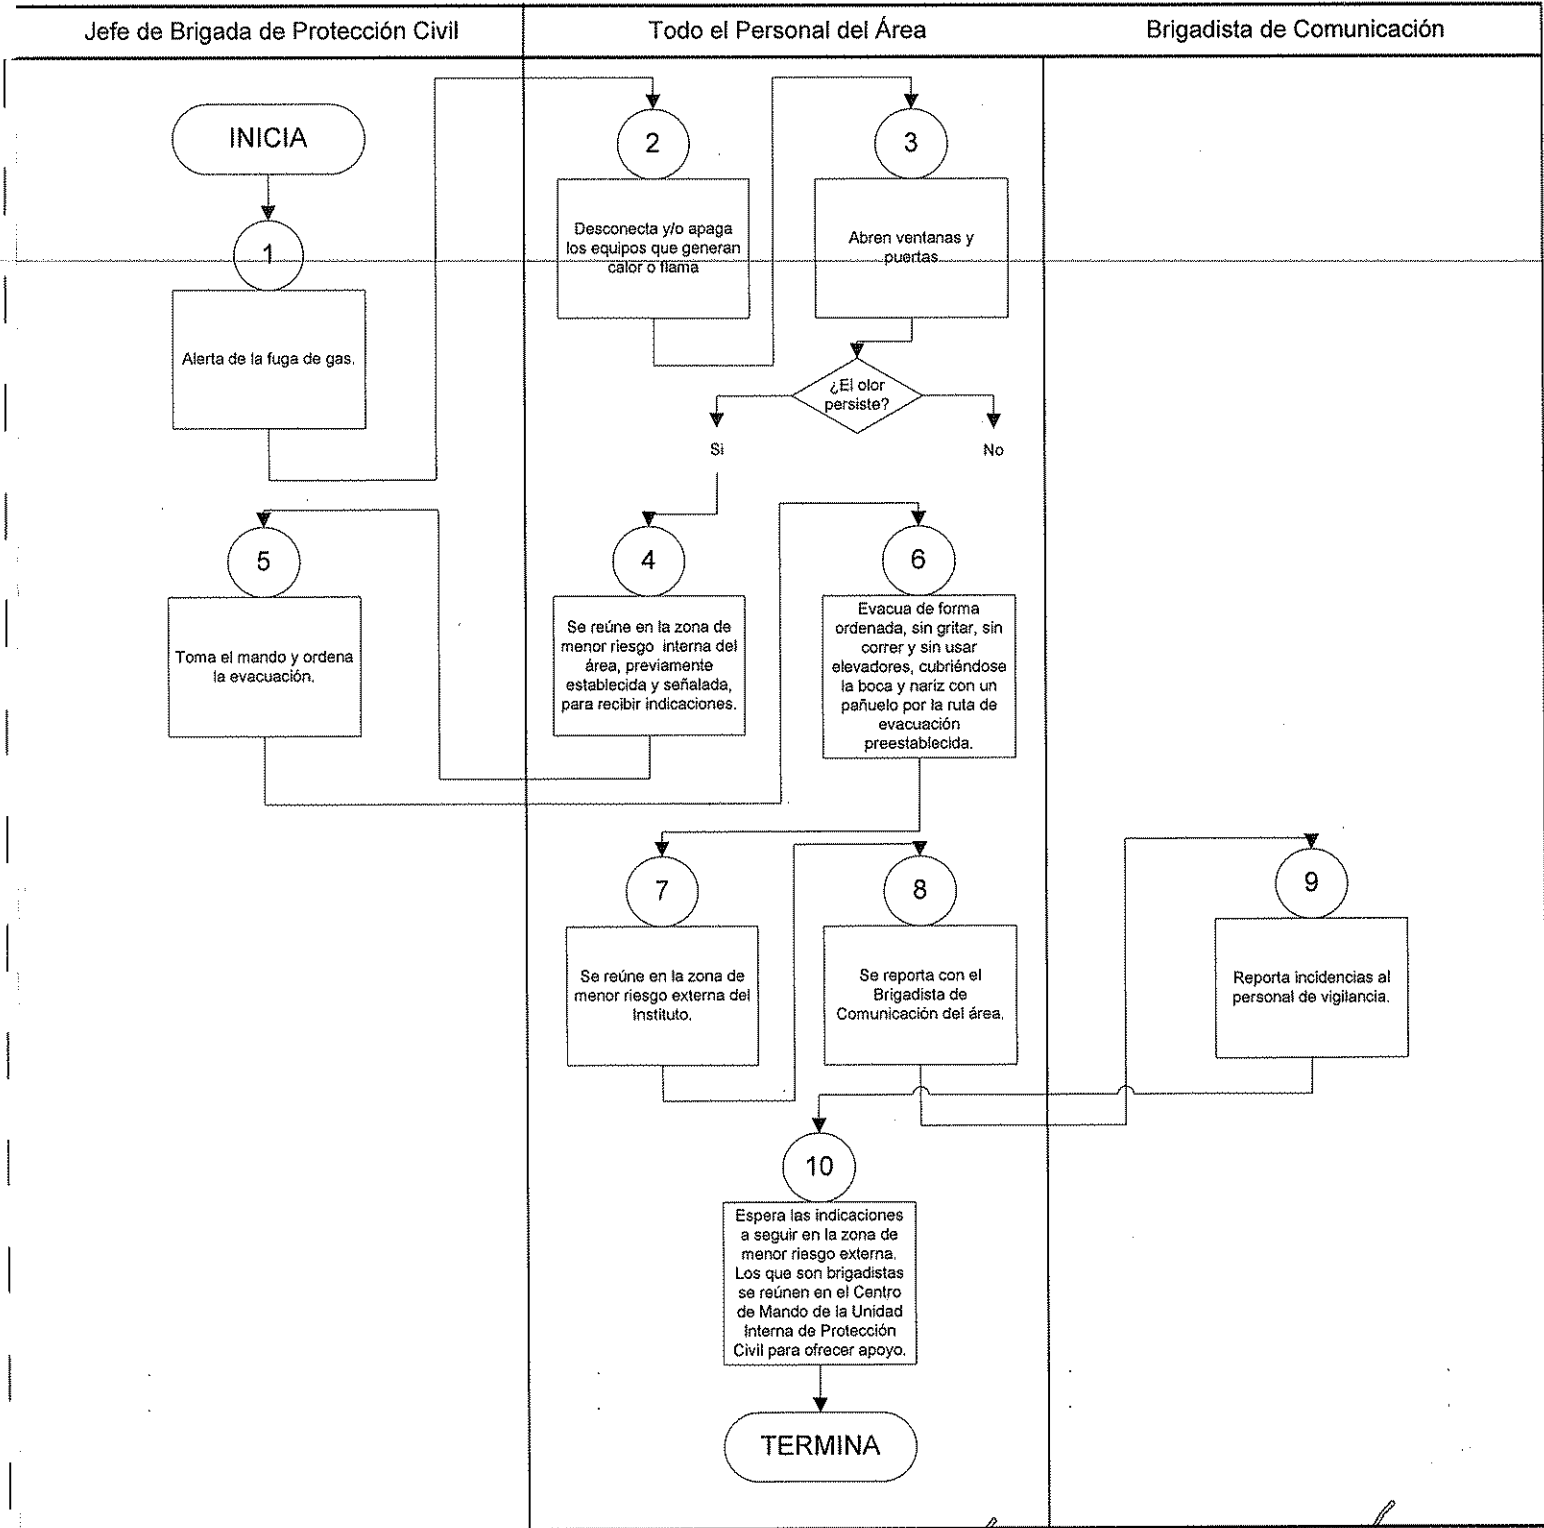 Jefe de Brigada de Protección Civil
Todo el Personal del Área
Brigadista de Comunicación
INICIA
1
Alerta de la fuga de gas.
2
Desconecta y/o apaga
los equipos que generan
calor o flama
3
Abren ventanas y
puertas
¿El olor
persiste?
Si
No
4
Se reúne en la zona de
menor riesgo interna del
área, previamente
establecida y señalada,
para recibir indicaciones.
5
Toma el mando y ordena
la evacuación.
6
Evacua de forma
ordenada, sin gritar, sin
correr y sin usar
elevadores, cubriéndose
la boca y nariz con un
pañuelo por la ruta de
evacuación
preestablecida.
7
Se reúne en la zona de
menor riesgo externa del
Instituto.
8
Se reporta con el
Brigadista de
Comunicación del área.
9
Reporta incidencias al
personal de vigilancia.
10
Espera las indicaciones
a seguir en la zona de
menor riesgo externa.
Los que son brigadistas
se reúnen en el Centro
de Mando de la Unidad
Interna de Protección
Civil para ofrecer apoyo.
TERMINA